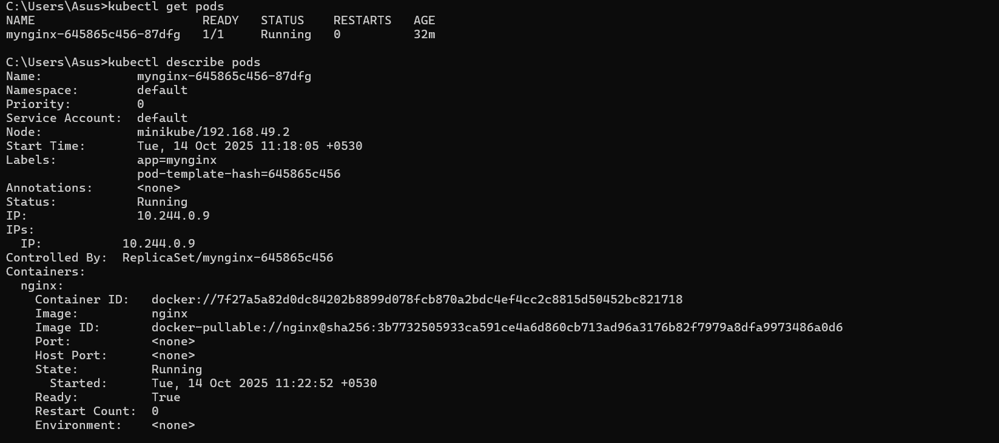 C:\Users\Asus>kubectl get pods
NAME                       READY   STATUS    RESTARTS   AGE
mynginx-645865c456-87dfg   1/1     Running   0          32m
C:\Users\Asus>kubectl describe pods
Name:             mynginx-645865c456-87dfg
Namespace:        default
Priority:         0
Service Account:  default
Node:             minikube/192.168.49.2
Start Time:       Tue, 14 Oct 2025 11:18:05 +0530
Labels:           app=mynginx
                  pod-template-hash=645865c456
Annotations:      <none>
Status:           Running
IP:               10.244.0.9
IPs:
  IP:           10.244.0.9
Controlled By:  ReplicaSet/mynginx-645865c456
Containers:
  nginx:
    Container ID:   docker://7f27a5a82d0dc84202b8899d078fcb870a2bdc4ef4cc2c8815d50452bc821718
    Image:          nginx
    Image ID:       docker-pullable://nginx@sha256:3b7732505933ca591ce4a6d860cb713ad96a3176b82f7979a8dfa9973486a0d6
    Port:           <none>
    Host Port:      <none>
    State:          Running
      Started:      Tue, 14 Oct 2025 11:22:52 +0530
    Ready:          True
    Restart Count:  0
    Environment:    <none>